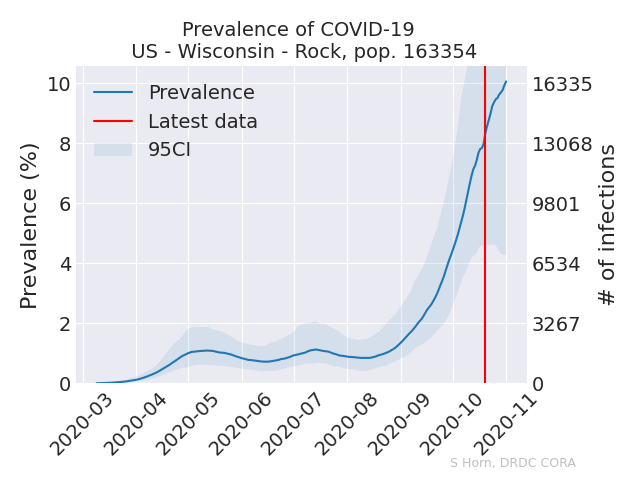 Prevalence of COVID-19
US - Wisconsin - Rock, pop. 163354
Prevalence
Latest data
95CI
Prevalence (%)
10
8
6
4
2
0
16335
13068
9801
6534
3267
0
# of infections
2020-03
2020-04
2020-05
2020-06
2020-07
2020-08
2020-09
2020-10
2020-11
S Horn, DRDC CORA